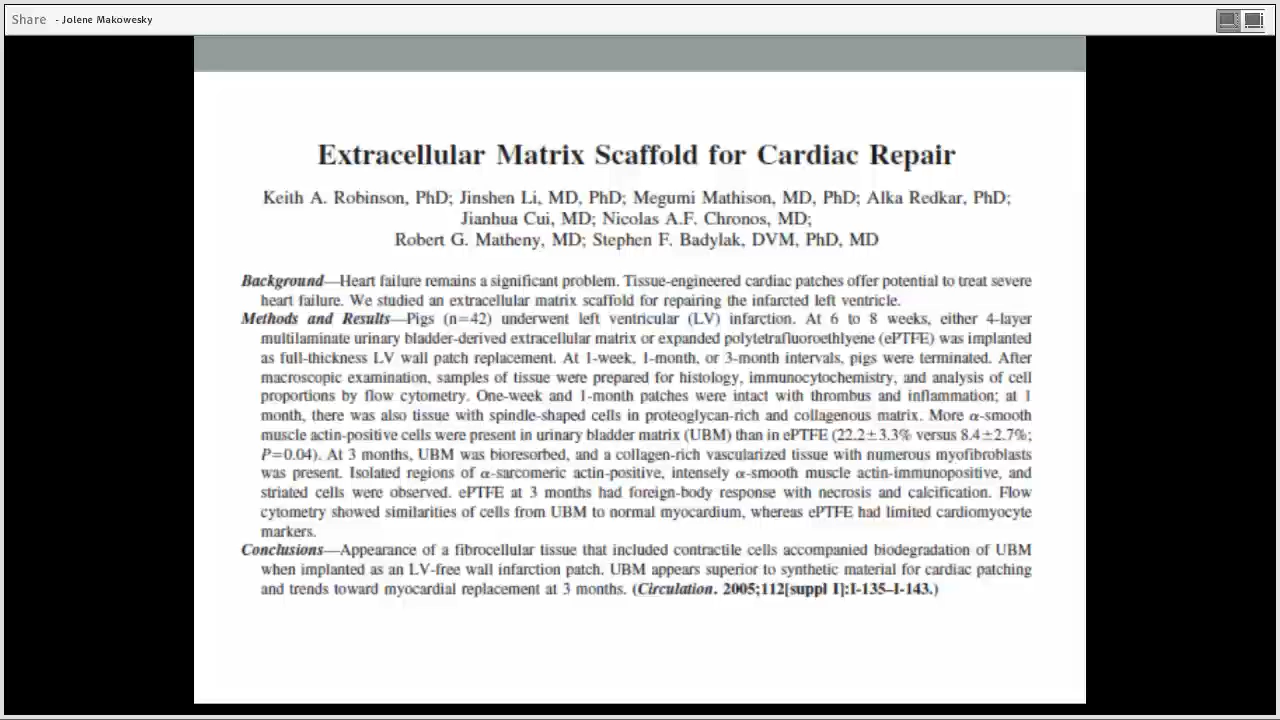 Share - Jolene Makowesky
Extracellular Matrix Scaffold for Cardiac Repair
Keith A. Robinson, PhD; Jinshen Li, MD, PhD; Megumi Mathison, MD, PhD; Alka Redkar, PhD;
Jianhua Cui, MD; Nicolas A.F. Chronos, MD;
Robert G. Matheny, MD; Stephen F. Badylak, DVM, PhD, MD
Background—Heart failure remains a significant problem. Tissue-engineered cardiac patches offer potential to treat severe
heart failure. We studied an extracellular matrix scaffold for repairing the infarcted left ventricle.
Methods and Results—Pigs (n=42) underwent left ventricular (LV) infarction. At 6 to 8 weeks, either 4-layer
multilaminate urinary bladder-derived extracellular matrix or expanded polytetrafluoroethlyene (ePTFE) was implanted
as full-thickness LV wall patch replacement. At 1-week, 1-month, or 3-month intervals, pigs were terminated. After
macroscopic examination, samples of tissue were prepared for histology, immunocytochemistry, and analysis of cell
proportions by flow cytometry. One-week and 1-month patches were intact with thrombus and inflammation; at 1
month, there was also tissue with spindle-shaped cells in proteoglycan-rich and collagenous matrix. More α-smooth
muscle actin-positive cells were present in urinary bladder matrix (UBM) than in ePTFE (22.2±3.3% versus 8.4±2.7%;
P=0.04). At 3 months, UBM was bioresorbed, and a collagen-rich vascularized tissue with numerous myofibroblasts
was present. Isolated regions of α-sarcomeric actin-positive, intensely α-smooth muscle actin-immunopositive, and
striated cells were observed. ePTFE at 3 months had foreign-body response with necrosis and calcification. Flow
cytometry showed similarities of cells from UBM to normal myocardium, whereas ePTFE had limited cardiomyocyte
markers.
Conclusions—Appearance of a fibrocellular tissue that included contractile cells accompanied biodegradation of UBM
when implanted as an LV-free wall infarction patch. UBM appears superior to synthetic material for cardiac patching
and trends toward myocardial replacement at 3 months. (Circulation. 2005;112[suppl I]:I-135–I-143.)